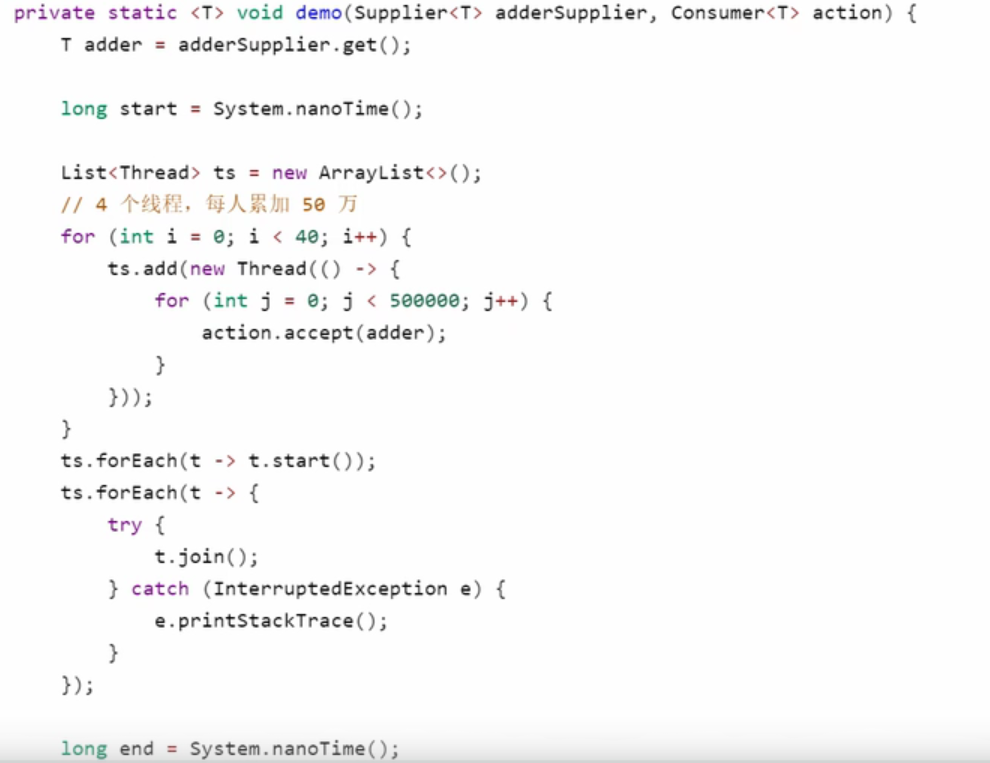 private static <T> void demo(Supplier<T> adderSupplier, Consumer<T> action) {
    T adder = adderSupplier.get();

    long start = System.nanoTime();

    List<Thread> ts = new ArrayList<>();
    // 4 个线程，每人累加 50 万
    for (int i = 0; i < 40; i++) {
        ts.add(new Thread(() -> {
            for (int j = 0; j < 500000; j++) {
                action.accept(adder);
            }
        }));
    }
    ts.forEach(t -> t.start());
    ts.forEach(t -> {
        try {
            t.join();
        } catch (InterruptedException e) {
            e.printStackTrace();
        }
    });

    long end = System.nanoTime();